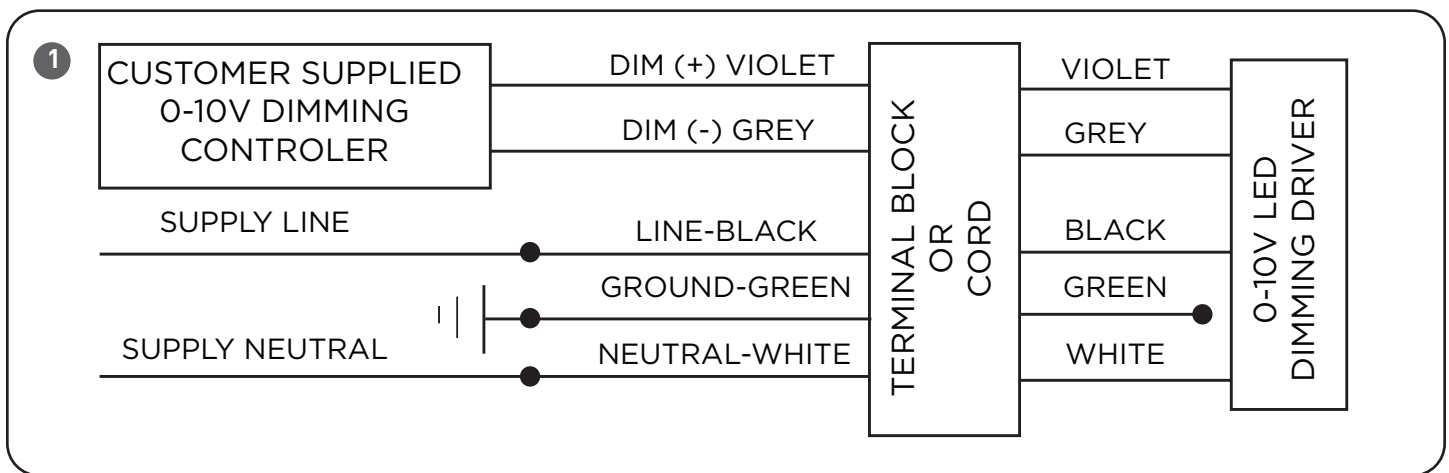 1
CUSTOMER SUPPLIED
0-10V DIMMING
CONTROLER
DIM (+) VIOLET
DIM (-) GREY
SUPPLY LINE
LINE-BLACK
GROUND-GREEN
SUPPLY NEUTRAL
NEUTRAL-WHITE
TERMINAL BLOCK
OR
CORD
VIOLET
GREY
BLACK
GREEN
WHITE
0-10V LED
DIMMING DRIVER